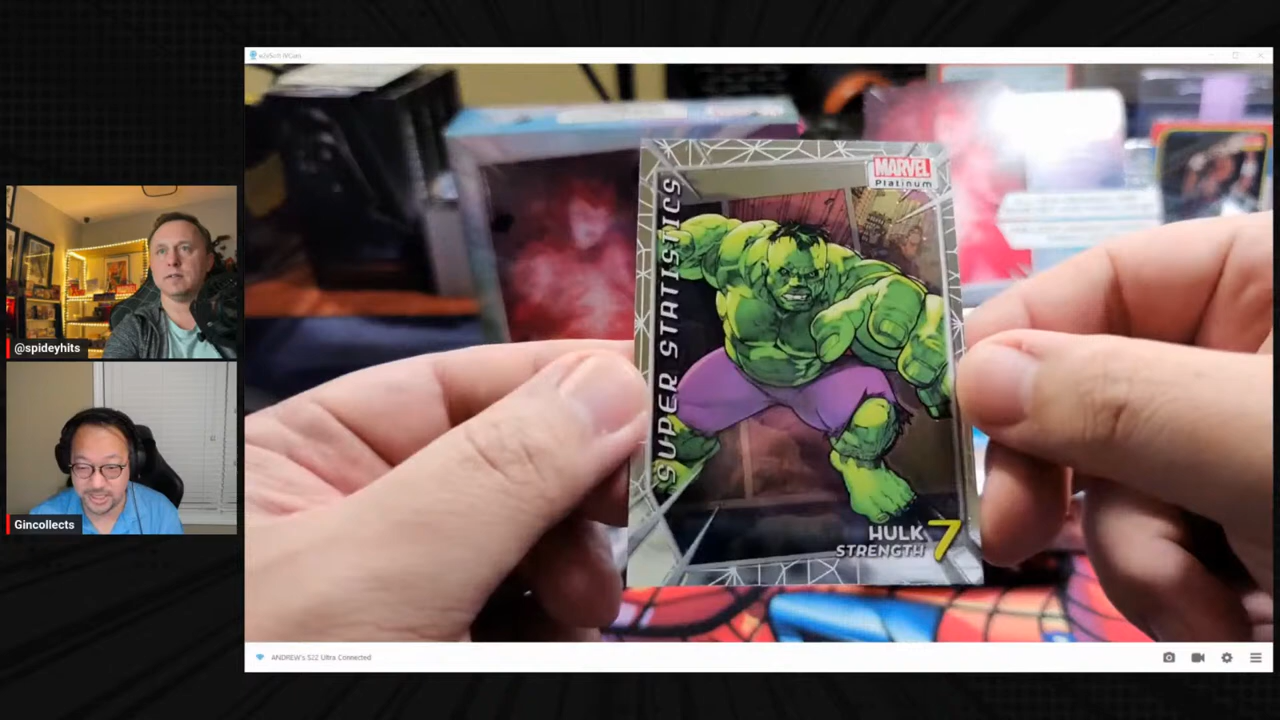 @spideyhits
Gincollects
MARVEL
Platinum
SUPER STATISTICS
HULK
STRENGTH 7
ANDREW's S22 Ultra Connected